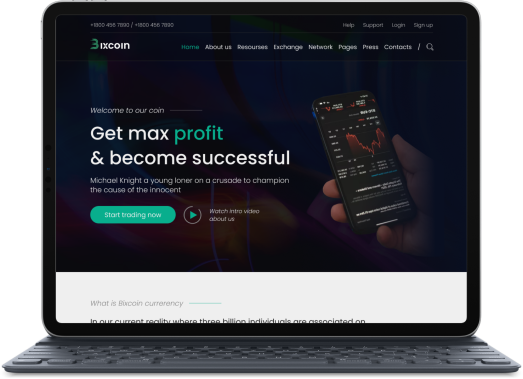 +1800 456 7890 / +1800 456 7890
Help Support Login Sign up
Bixcoin
Home About us Resourses Exchange Network Pages Press Contacts /
Welcome to our coin
Get max profit
& become successful
Michael Knight a young loner on a crusade to champion
the cause of the innocent
Start trading now
Watch Intro video
about us
What is Bixcoin currerency
In our current reality where three billion individuals are associated on